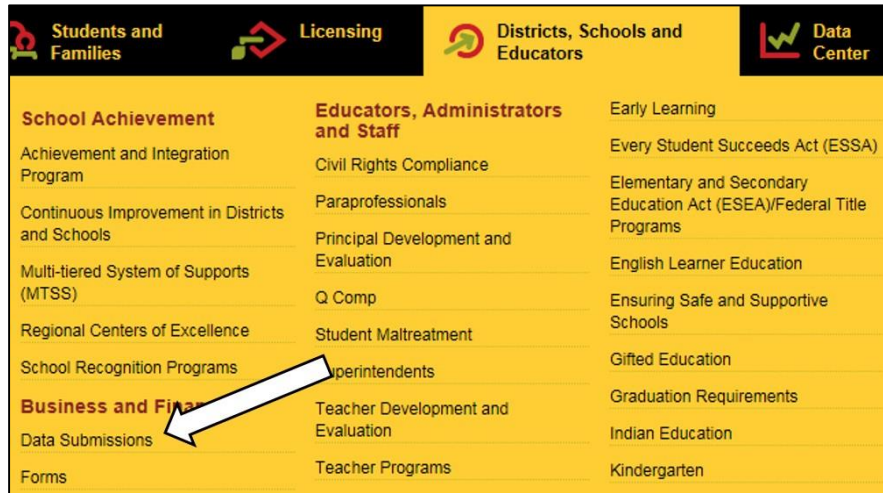 Students and
Families
Licensing
Districts, Schools and
Educators
Data
Center
School Achievement
Achievement and Integration
Program
Continuous Improvement in Districts
and Schools
Multi-tiered System of Supports
(MTSS)
Regional Centers of Excellence
School Recognition Programs
Business and
Data Submissions
Forms
Educators, Administrators
and Staff
Civil Rights Compliance
Paraprofessionals
Principal Development and
Evaluation
Q Comp
Student Maltreatment
Superintendents
Teacher Development and
Evaluation
Teacher Programs
Early Learning
Every Student Succeeds Act (ESSA)
Elementary and Secondary
Education Act (ESEA)/Federal Title
Programs
English Learner Education
Ensuring Safe and Supportive
Schools
Gifted Education
Graduation Requirements
Indian Education
Kindergarten